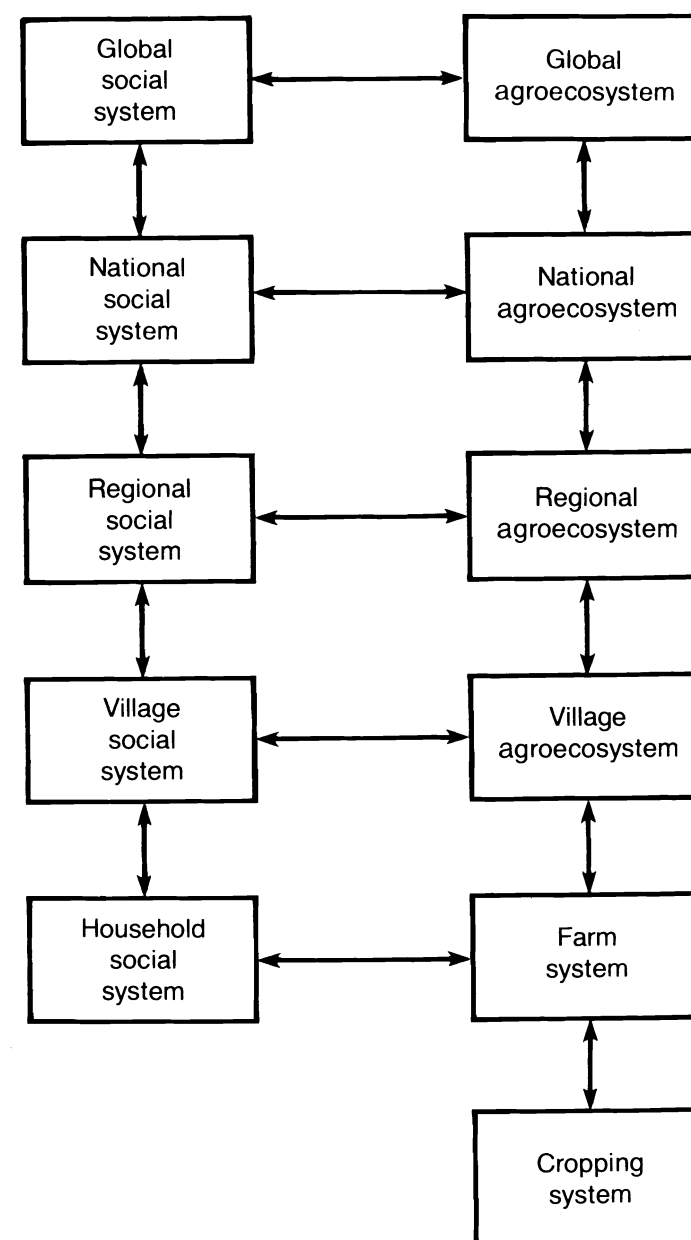 Global
social
system
Global
agroecosystem
National
social
system
National
agroecosystem
Regional
social
system
Regional
agroecosystem
Village
social
system
Village
agroecosystem
Household
social
system
Farm
system
Cropping
system